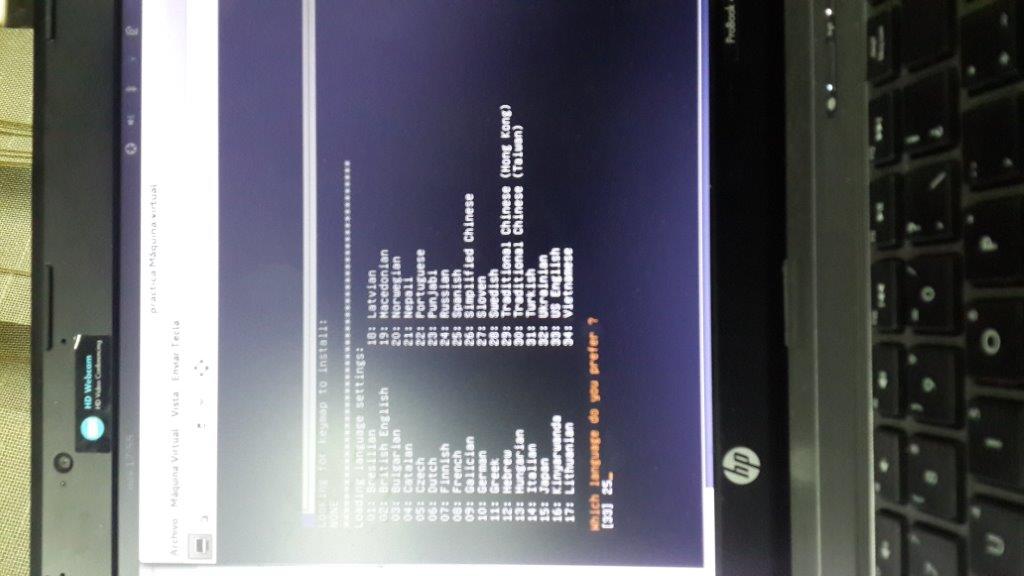 practica Máquina virtual
Archivo Máquina Virtual Vista Enviar Tecla
Looking for keymap to install:
NONE
Loading language settings:
01: Brasilian 18: Latvian
02: British English 19: Macedonian
03: Bulgarian 20: Norwegian
04: Catalan 21: Nepali
05: Czech 22: Portuguese
06: Dutch 23: Punjabi
07: Finnish 24: Russian
08: French 25: Spanish
09: Galician 26: Simplified Chinese
10: German 27: Sloven
11: Greek 28: Swedish
12: Hebrew 29: Traditional Chinese (Hong Kong)
13: Hungarian 30: Traditional Chinese (Taiwan)
14: Italian 31: Turkish
15: Japan 32: Ukrainian
16: Kinyarwanda 33: US English
17: Lithuanian 34: Vietnamese
Which language do you prefer ?
[33] 25_
HD Webcam
HD Video Conferencing
hp
ProBook